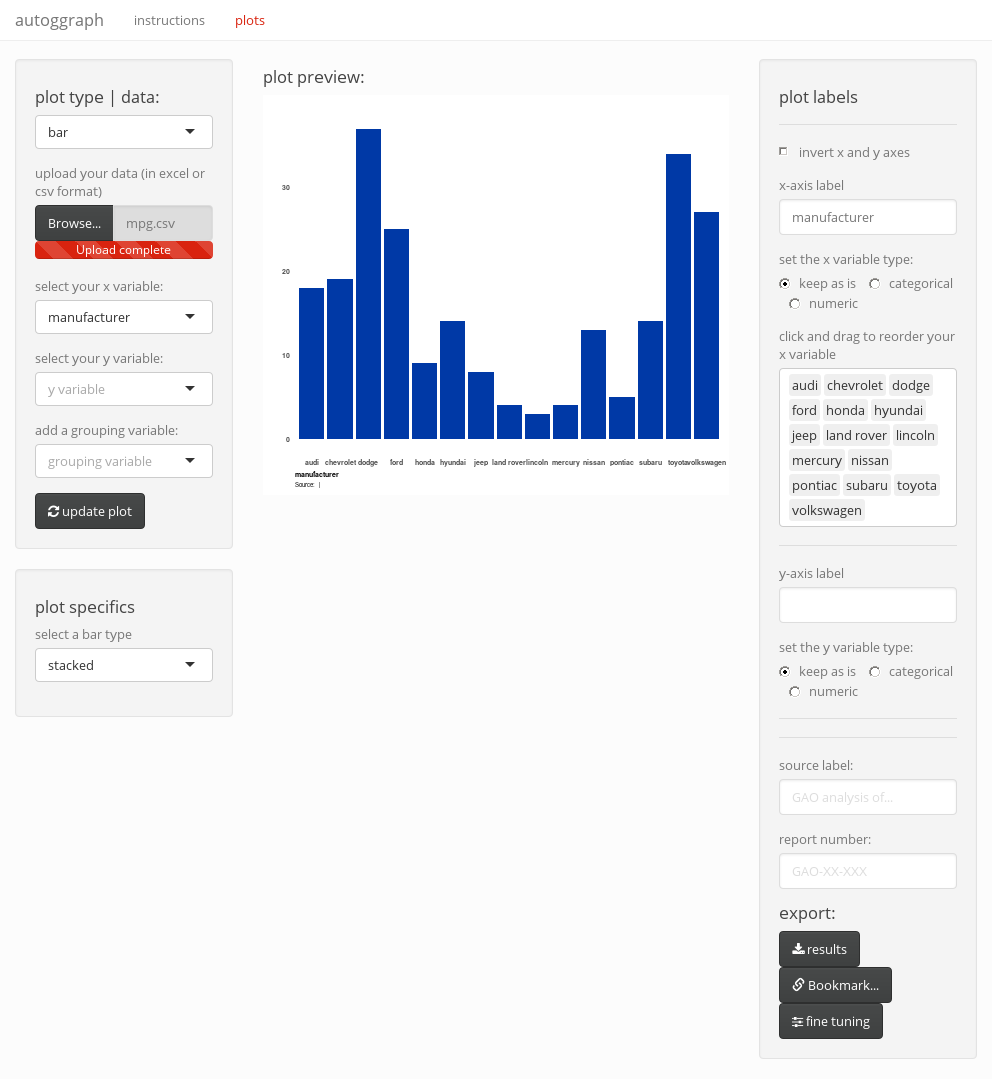 autoggraph instructions plots
plot type | data:
bar
upload your data (in excel or
csv format)
Browse... mpg.csv
Upload complete
select your x variable:
manufacturer
select your y variable:
y variable
add a grouping variable:
grouping variable
update plot
plot specifics
select a bar type
stacked
plot preview:
30
20
10
0
audi chevrolet dodge ford honda hyundai jeep land rover lincoln mercury nissan pontiac subaru toyota volkswagen
manufacturer
Source: |
plot labels
invert x and y axes
x-axis label
manufacturer
set the x variable type:
keep as is categorical
numeric
click and drag to reorder your
x variable
audi chevrolet dodge
ford honda hyundai
jeep land rover lincoln
mercury nissan
pontiac subaru toyota
volkswagen
y-axis label
set the y variable type:
keep as is categorical
numeric
source label:
GAO analysis of...
report number:
GAO-XX-XXX
export:
results
Bookmark...
fine tuning